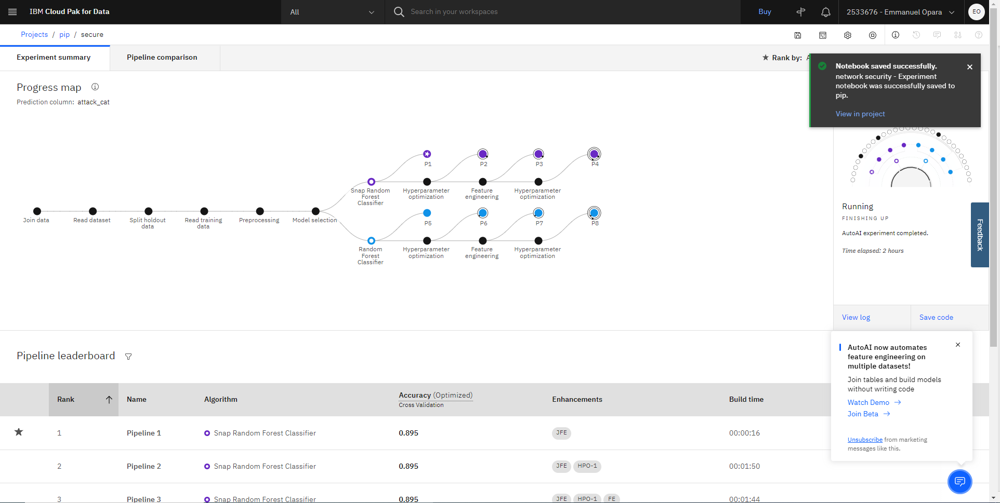 IBM Cloud Pak for Data
All
Search in your workspaces
Buy
2533676 - Emmanuel Opara
EO
Projects / pip / secure
Experiment summary
Pipeline comparison
Rank by: A
Notebook saved successfully.
network security - Experiment
notebook was successfully saved to
pip.
View in project
Progress map
Prediction column: attack_cat
P1
P2
P3
P4
Snap Random
Forest
Classifier
Hyperparameter
optimization
Feature
engineering
Hyperparameter
optimization
Join data
Read dataset
Split holdout
data
Read training
data
Preprocessing
Model selection
P5
P6
P7
P8
Random
Forest
Classifier
Hyperparameter
optimization
Feature
engineering
Hyperparameter
optimization
Running
FINISHING UP
AutoAI experiment completed.
Time elapsed: 2 hours
Feedback
View log
Save code
Pipeline leaderboard
Rank
Name
Algorithm
Accuracy (Optimized)
Cross Validation
Enhancements
Build time
1 Pipeline 1 Snap Random Forest Classifier 0.895 JFE 00:00:16
2 Pipeline 2 Snap Random Forest Classifier 0.895 JFE HPO-1 00:01:50
3 Pipeline 3 Snap Random Forest Classifier 0.895 JFE HPO-1 FE 00:01:44
AutoAI now automates
feature engineering on
multiple datasets!
Join tables and build models
without writing code
Watch Demo
Join Beta
Unsubscribe from marketing
messages like this.